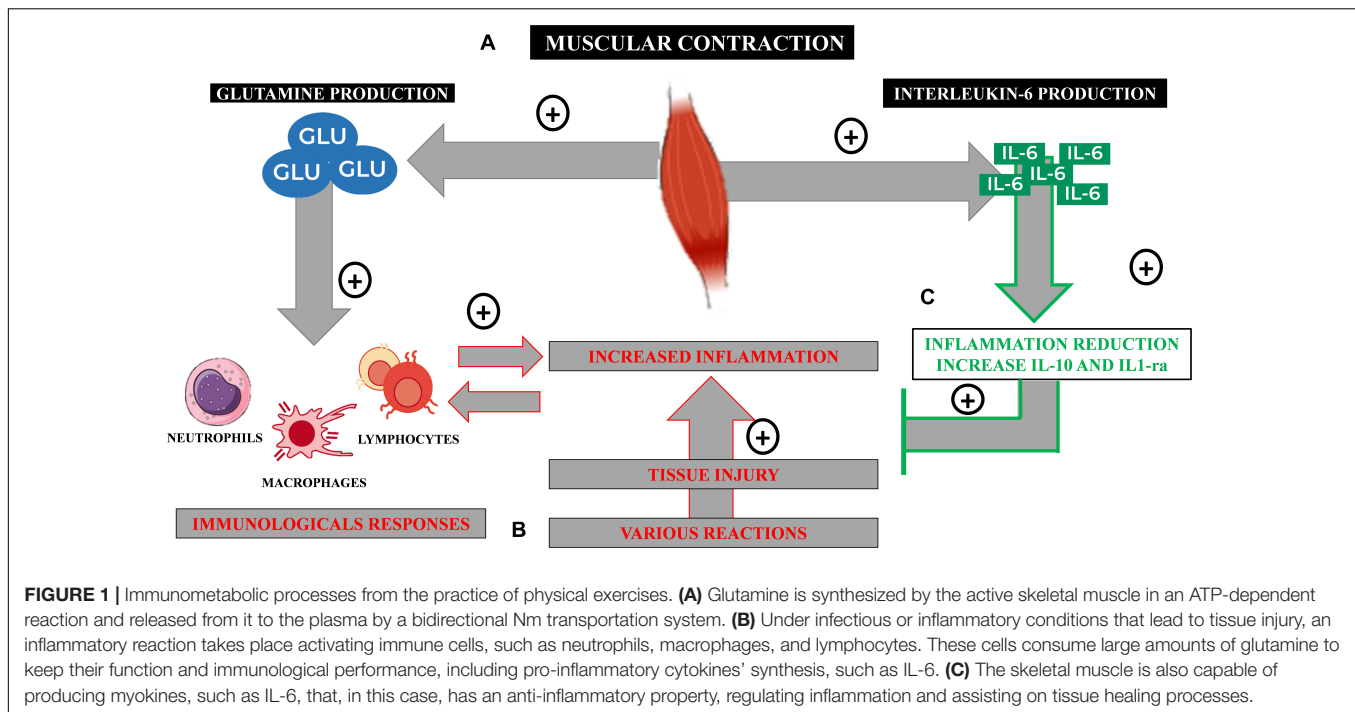 A
MUSCULAR CONTRACTION
GLUTAMINE PRODUCTION
INTERLEUKIN-6 PRODUCTION
+
+
GLU
GLU
GLU
IL-6
IL-6
IL-6
IL-6
IL-6
+
+
C
+
INCREASED INFLAMMATION
INFLAMMATION REDUCTION
INCREASE IL-10 AND IL1-ra
+
NEUTROPHILS
LYMPHOCYTES
+
TISSUE INJURY
MACROPHAGES
IMMUNOLOGICALS RESPONSES
B
VARIOUS REACTIONS
FIGURE 1 | Immunometabolic processes from the practice of physical exercises. (A) Glutamine is synthesized by the active skeletal muscle in an ATP-dependent
reaction and released from it to the plasma by a bidirectional Nm transportation system. (B) Under infectious or inflammatory conditions that lead to tissue injury, an
inflammatory reaction takes place activating immune cells, such as neutrophils, macrophages, and lymphocytes. These cells consume large amounts of glutamine to
keep their function and immunological performance, including pro-inflammatory cytokines' synthesis, such as IL-6. (C) The skeletal muscle is also capable of
producing myokines, such as IL-6, that, in this case, has an anti-inflammatory property, regulating inflammation and assisting on tissue healing processes.